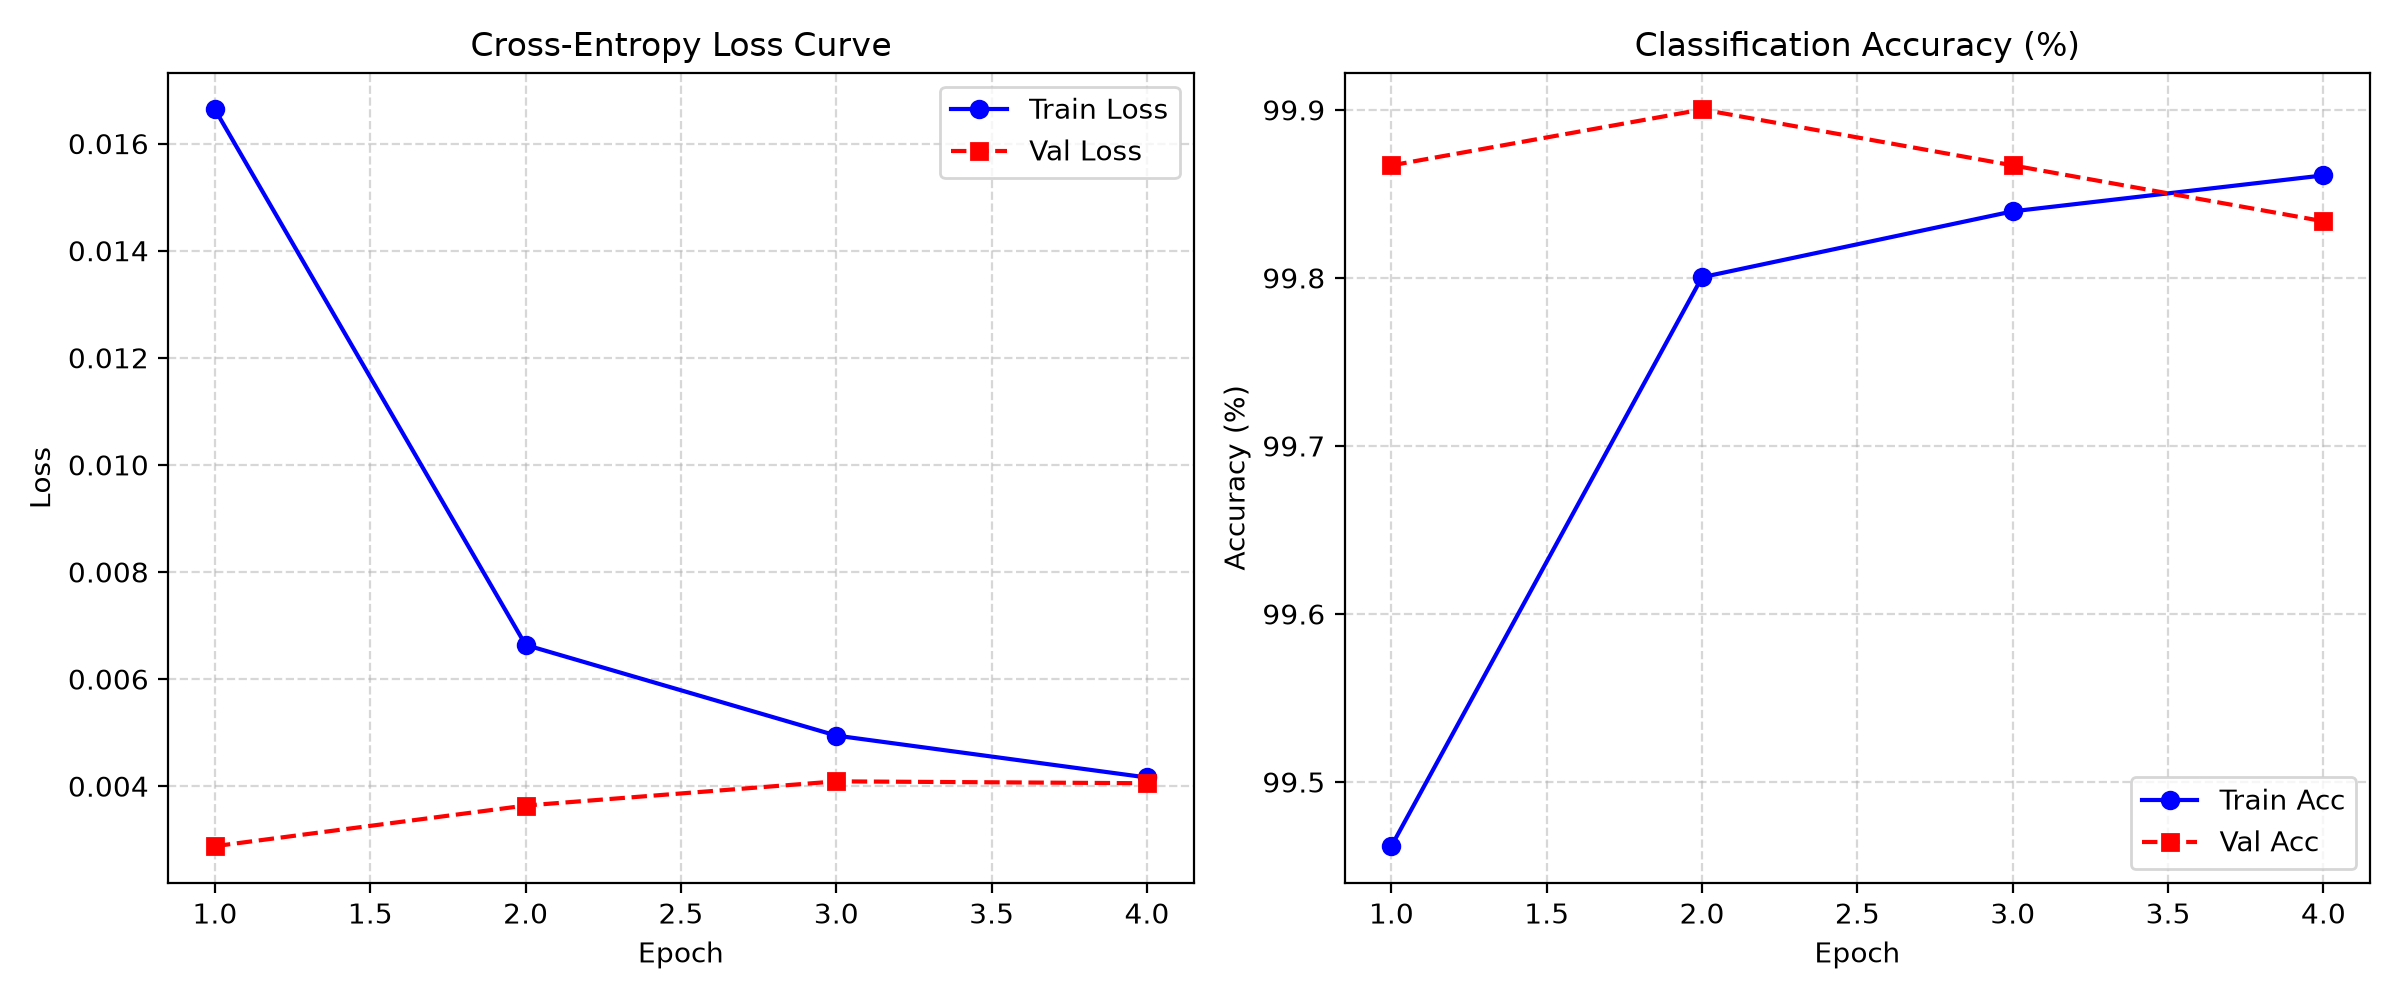 Cross-Entropy Loss Curve
Train Loss
Val Loss
0.016
0.014
0.012
0.010
0.008
0.006
0.004
Loss
1.0 1.5 2.0 2.5 3.0 3.5 4.0
Epoch
Classification Accuracy (%)
99.9
99.8
99.7
99.6
99.5
Accuracy (%)
Train Acc
Val Acc
1.0 1.5 2.0 2.5 3.0 3.5 4.0
Epoch